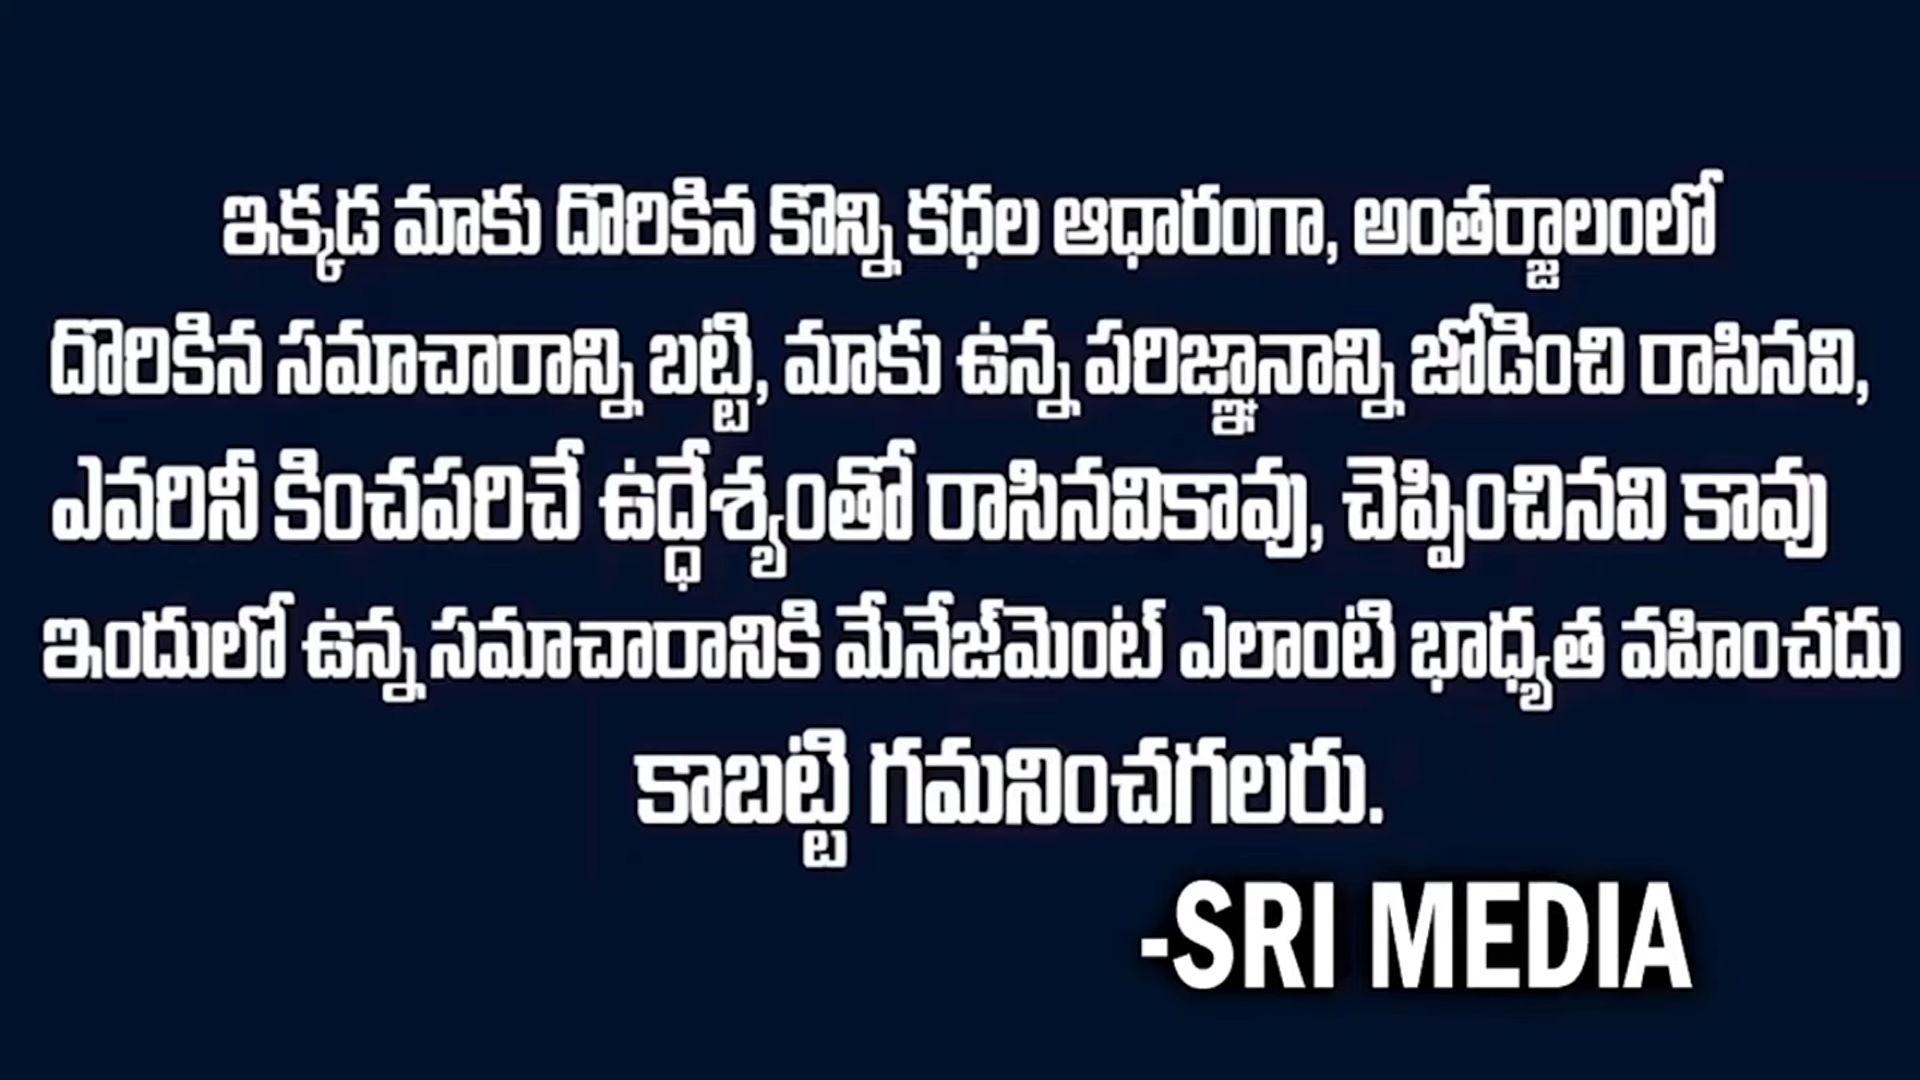 ఇక్కడ మాకు దొరికిన కొన్ని కధల ఆధారంగా, అంతర్జాలంలో
దొరికిన సమాచారాన్ని బట్టి, మాకు ఉన్న పరిజ్ఞానాన్ని జోడించి రాసినవి,
ఎవరినీ కించపరిచే ఉద్ధేశ్యంతో రాసినవికావు, చెప్పించినవి కావు
ఇందులో ఉన్న సమాచారానికి మేనేజ్‌మెంట్ ఎలాంటి భాధ్యత వహించదు
కాబట్టి గమనించగలరు.
-SRI MEDIA